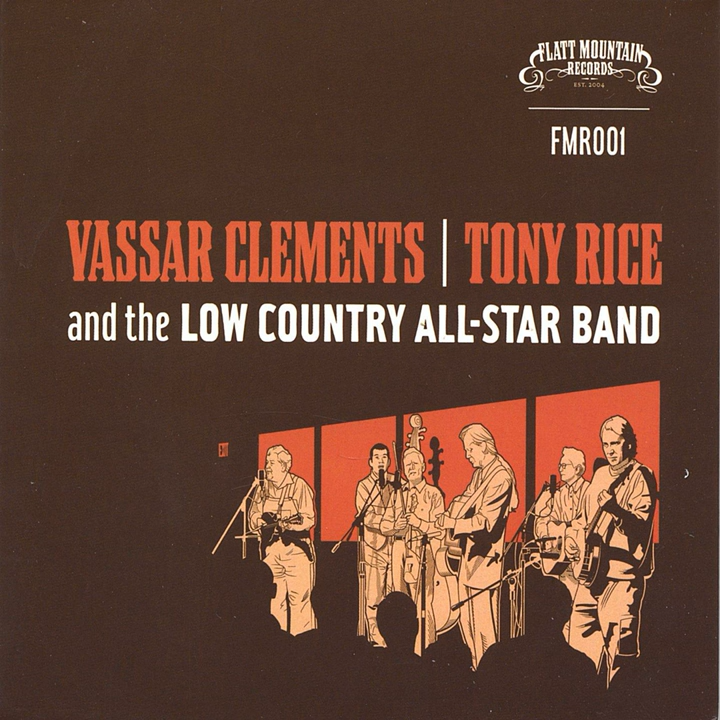 FLATT MOUNTAIN
RECORDS
EST. 2004
FMR001
VASSAR CLEMENTS | TONY RICE
and the LOW COUNTRY ALL-STAR BAND
EXIT